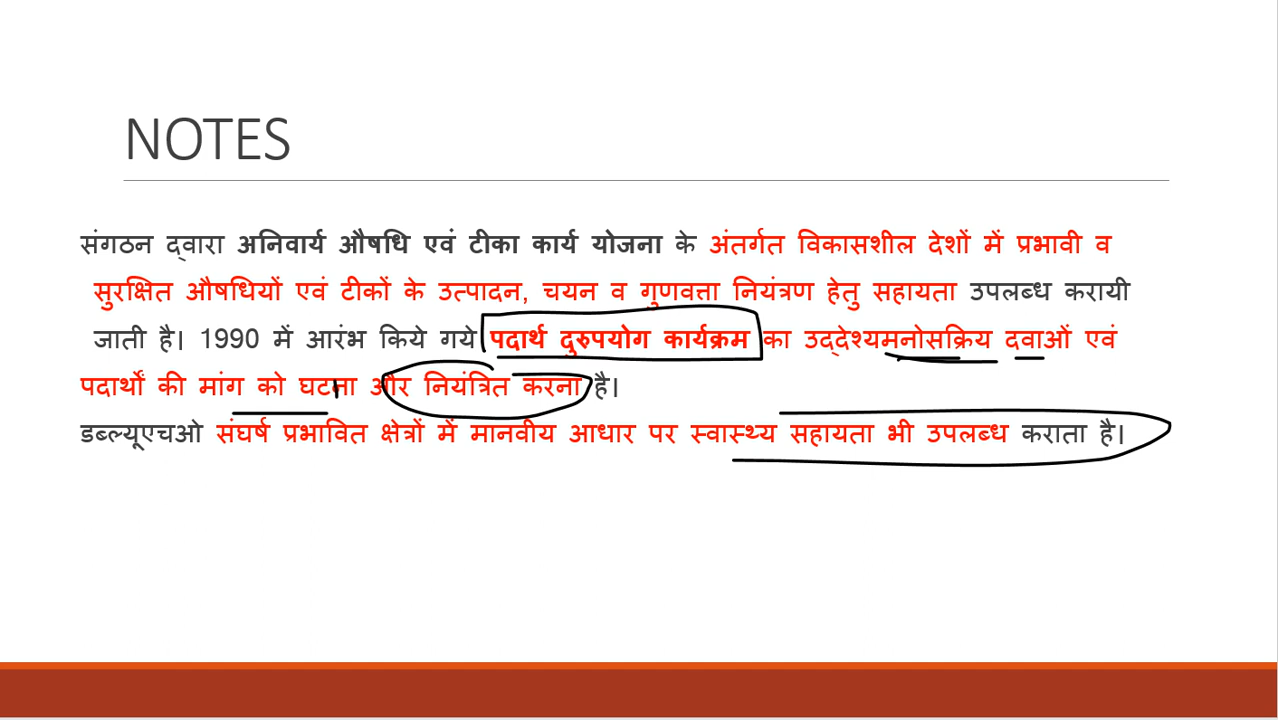 NOTES
संगठन द्वारा अनिवार्य औषधि एवं टीका कार्य योजना के अंतर्गत विकासशील देशों में प्रभावी व
सुरक्षित औषधियों एवं टीकों के उत्पादन, चयन व गुणवत्ता नियंत्रण हेतु सहायता उपलब्ध करायी
जाती है। 1990 में आरंभ किये गये पदार्थ दुरुपयोग कार्यक्रम का उद्देश्यमनोसक्रिय दवाओं एवं
पदार्थों की मांग को घटना और नियंत्रित करना है।
डब्ल्यूएचओ संघर्ष प्रभावित क्षेत्रों में मानवीय आधार पर स्वास्थ्य सहायता भी उपलब्ध कराता है।